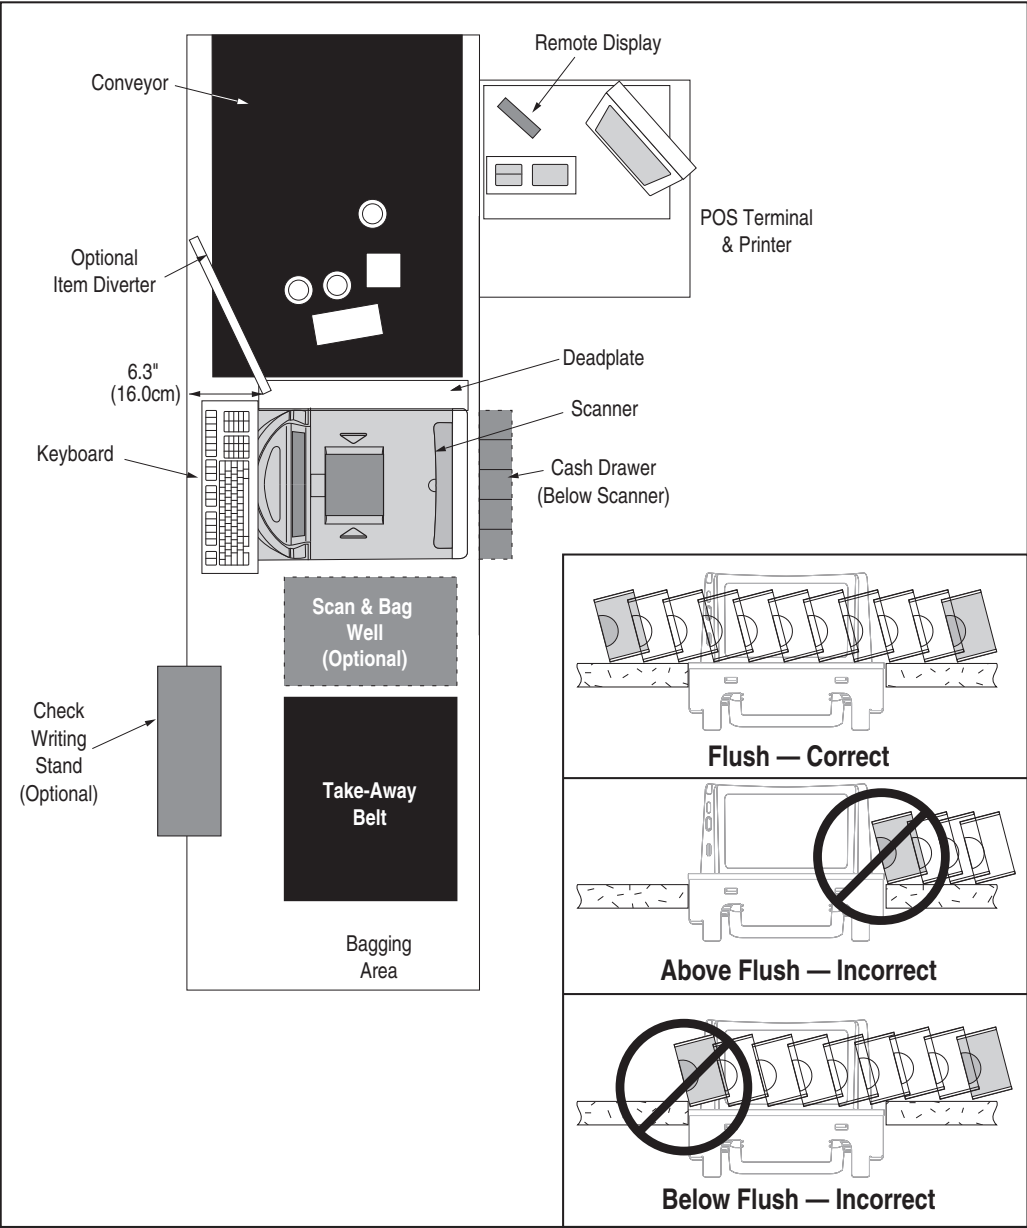 Remote Display
Conveyor
POS Terminal
& Printer
Optional
Item Diverter
Deadplate
6.3"
(16.0cm)
Scanner
Keyboard
Cash Drawer
(Below Scanner)
Scan & Bag
Well
(Optional)
Check
Writing
Stand
(Optional)
Take-Away
Belt
Bagging
Area
Flush — Correct
Above Flush — Incorrect
Below Flush — Incorrect